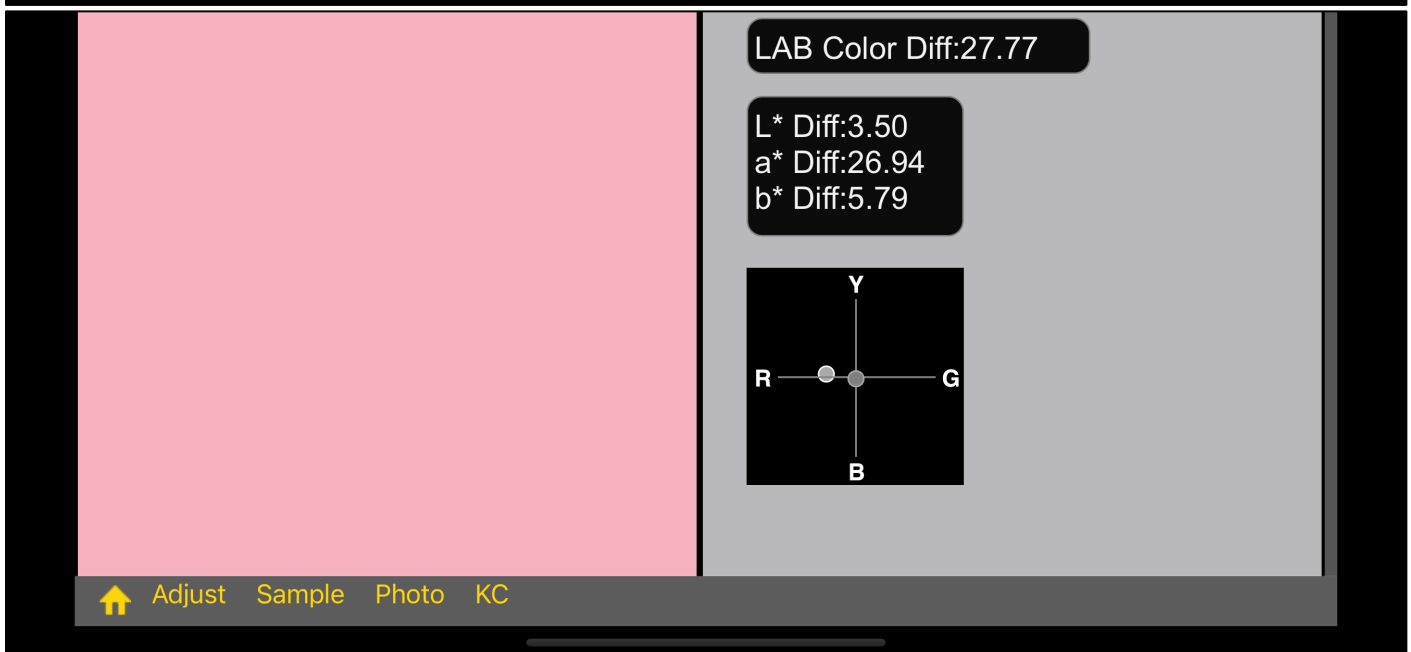 LAB Color Diff:27.77
L* Diff:3.50
a* Diff:26.94
b* Diff:5.79
Y
R G
B
Adjust Sample Photo KC